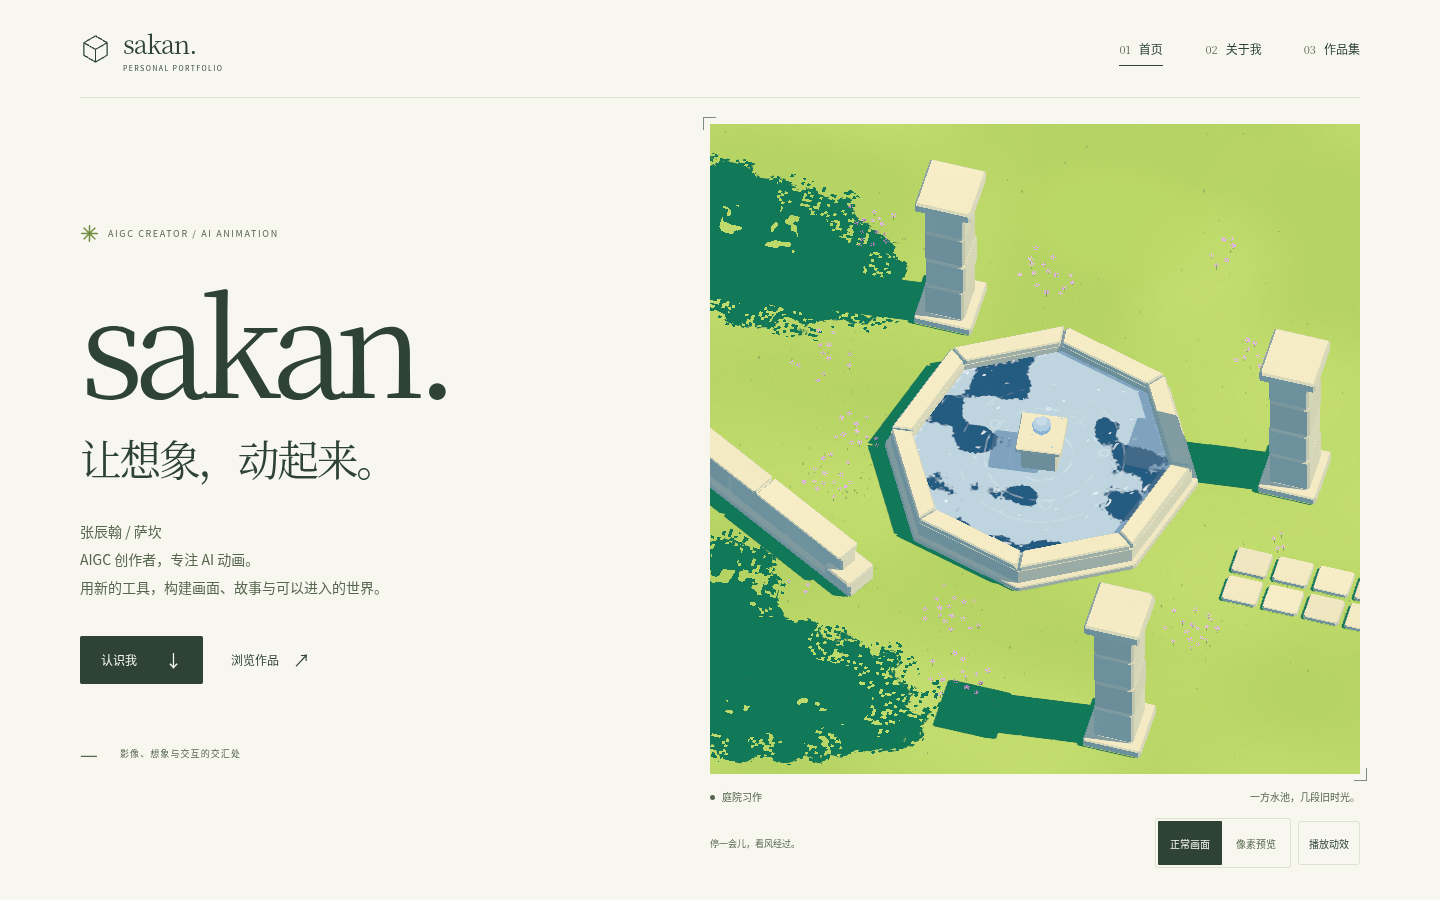 sakan.
PERSONAL PORTFOLIO
01 首页
02 关于我
03 作品集
AIGC CREATOR / AI ANIMATION
sakan.
让想象，动起来。
张辰翰 / 萨坎
AIGC 创作者，专注 AI 动画。
用新的工具，构建画面、故事与可以进入的世界。
认识我 ↓
浏览作品 ↗
— 影像、想象与交互的交汇处
庭院习作
一方水池，几段旧时光。
停一会儿，看风经过。
正常画面
像素预览
播放动效